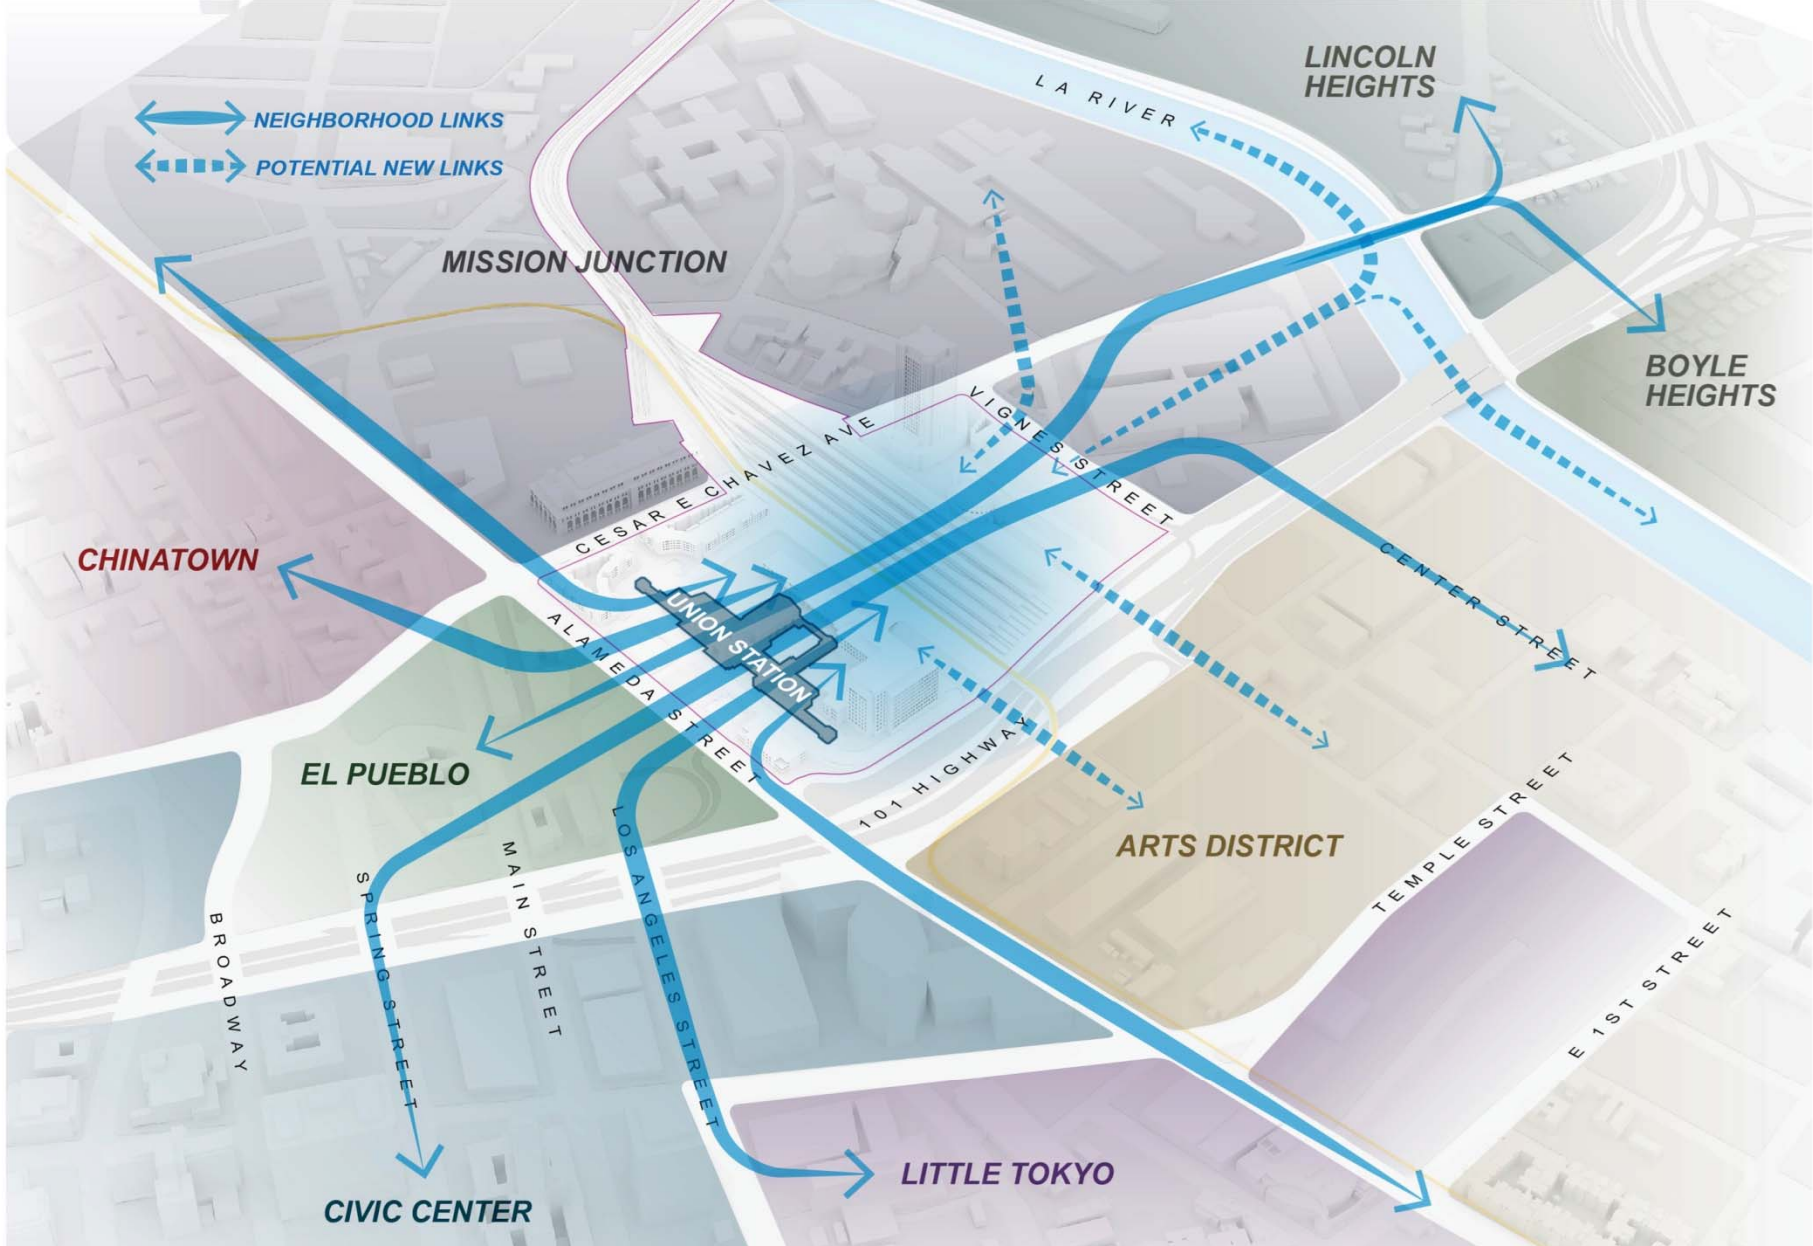 LINCOLN
HEIGHTS
LA RIVER
NEIGHBORHOOD LINKS
POTENTIAL NEW LINKS
MISSION JUNCTION
BOYLE
HEIGHTS
VIGNES STREET
CESAR E CHAVEZ AVE
CHINATOWN
CENTER STREET
UNION STATION
ALAMEDA STREET
EL PUEBLO
101 HIGHWAY
ARTS DISTRICT
TEMPLE STREET
LOS ANGELES STREET
MAIN STREET
SPRING STREET
BROADWAY
E 1ST STREET
LITTLE TOKYO
CIVIC CENTER